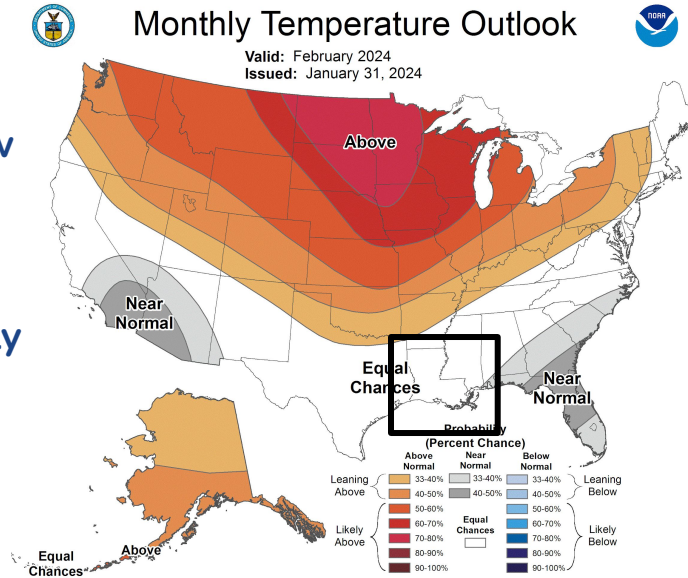 Monthly Temperature Outlook
NOAA
Valid: February 2024
Issued: January 31, 2024
y
Above
Near
Normal
y
Equal
Chances
Near
Normal
Probability
(Percent Chance)
Above
Normal
Near
Normal
Below
Normal
Leaning
Above
33-40%
33-40%
33-40%
Leaning
Below
40-50%
40-50%
40-50%
Likely
Above
50-60%
60-70%
70-80%
80-90%
90-100%
Equal
Chances
50-60%
60-70%
70-80%
80-90%
90-100%
Likely
Below
Above
Equal
Chances